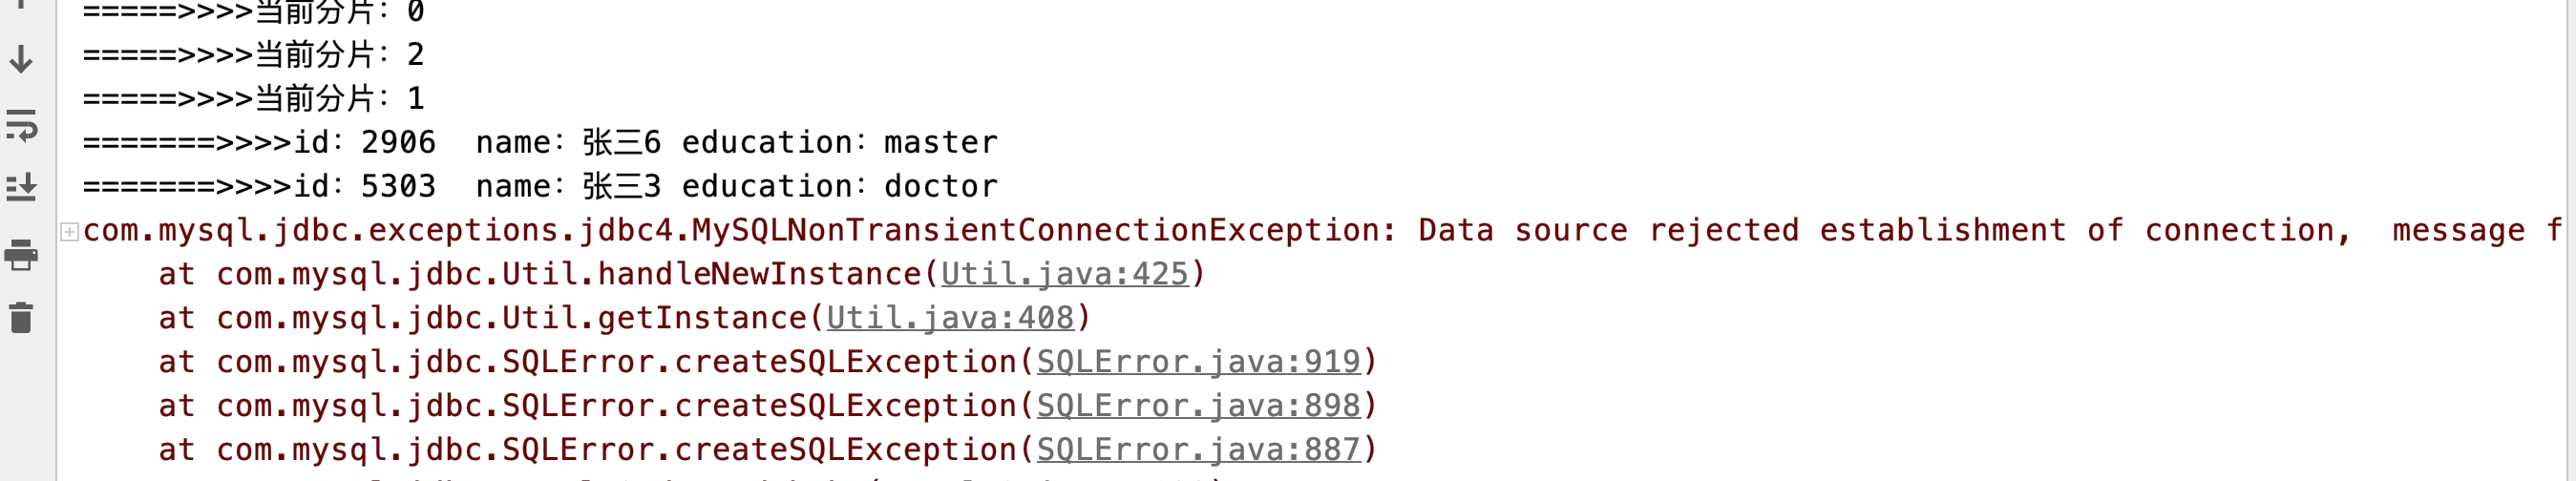 =====>>>>当前分片：0
=====>>>>当前分片：2
=====>>>>当前分片：1
=======>>>>id：2906  name：张三6 education：master
=======>>>>id：5303  name：张三3 education：doctor
com.mysql.jdbc.exceptions.jdbc4.MySQLNonTransientConnectionException: Data source rejected establishment of connection,  message f
at com.mysql.jdbc.Util.handleNewInstance(Util.java:425)
at com.mysql.jdbc.Util.getInstance(Util.java:408)
at com.mysql.jdbc.SQLError.createSQLException(SQLError.java:919)
at com.mysql.jdbc.SQLError.createSQLException(SQLError.java:898)
at com.mysql.jdbc.SQLError.createSQLException(SQLError.java:887)